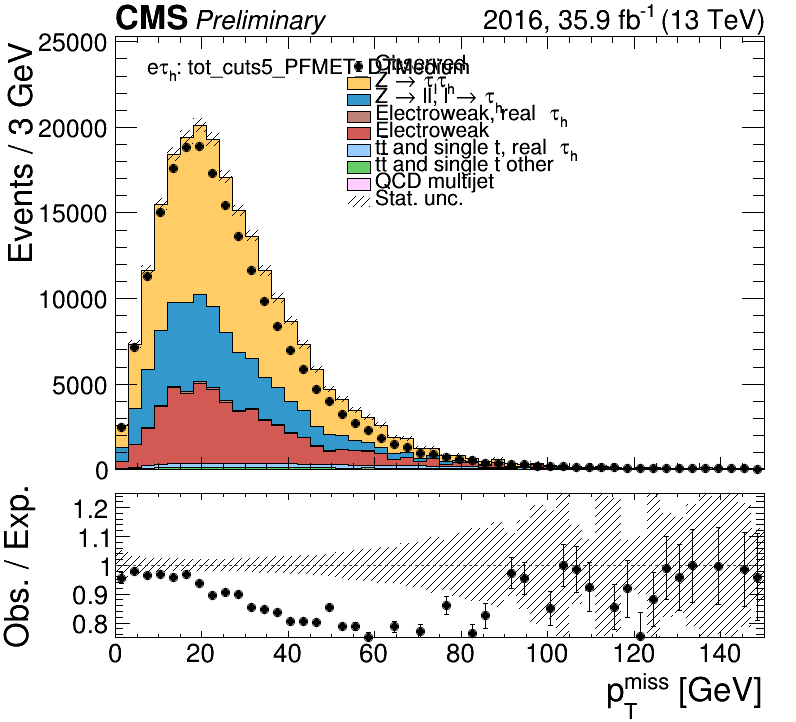 CMS Preliminary 2016, 35.9 fb⁻¹ (13 TeV)
Events / 3 GeV
25000
20000
15000
10000
5000
0
eτh: tot_cuts5_PFMET
Medium
Observed
Z → ττh
Z → ll, l → τh
Electroweak, real τh
Electroweak
tt and single t, real τh
tt and single t other
QCD multijet
Stat. unc.
Obs. / Exp.
1.2
1.1
1
0.9
0.8
0 20 40 60 80 100 120 140
pT^miss [GeV]